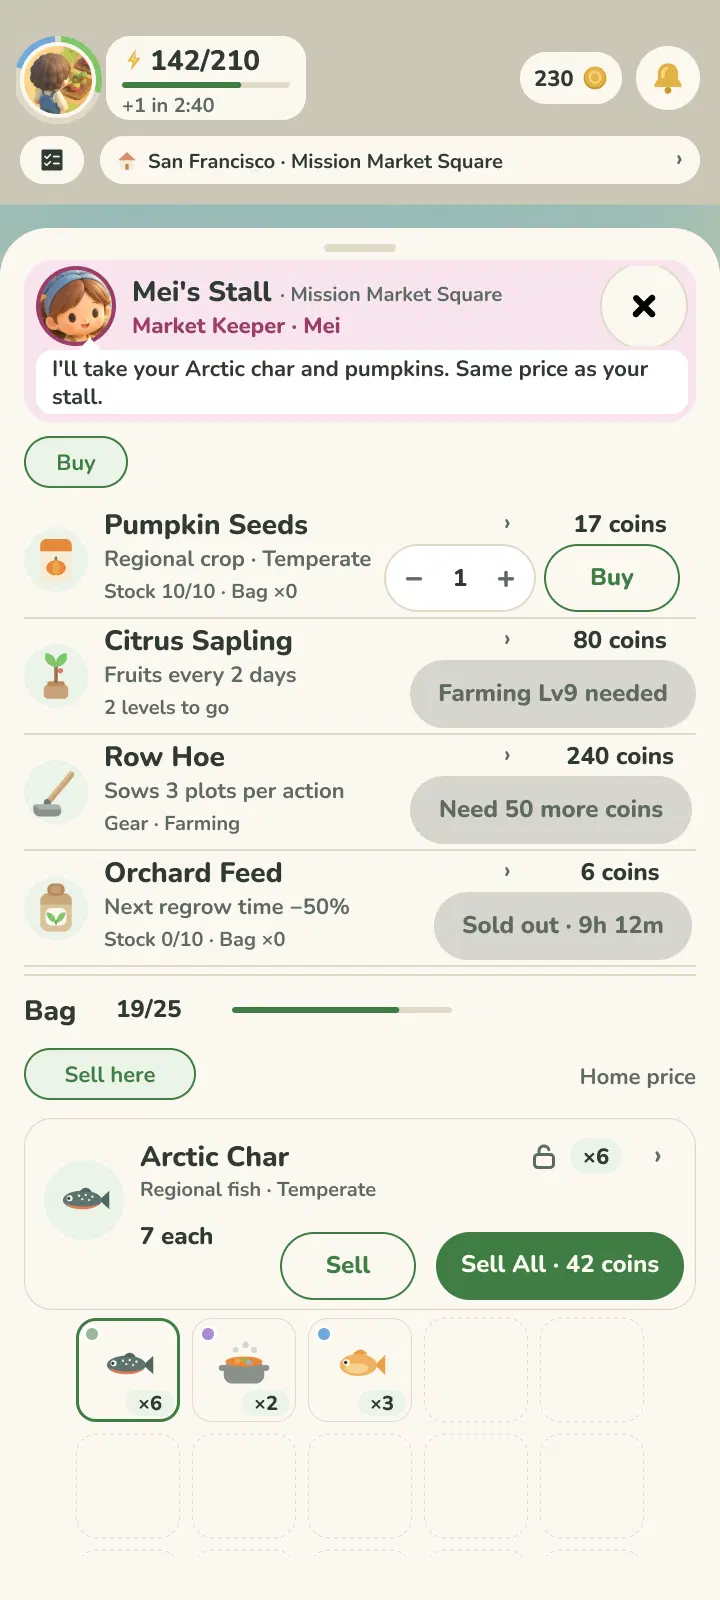 142/210
+1 in 2:40
230
San Francisco · Mission Market Square ›
Mei's Stall · Mission Market Square
Market Keeper · Mei
I'll take your Arctic char and pumpkins. Same price as your
stall.
Buy
Pumpkin Seeds › 17 coins
Regional crop · Temperate
Stock 10/10 · Bag ×0
− 1 + Buy
Citrus Sapling › 80 coins
Fruits every 2 days
2 levels to go
Farming Lv9 needed
Row Hoe › 240 coins
Sows 3 plots per action
Gear · Farming
Need 50 more coins
Orchard Feed › 6 coins
Next regrow time −50%
Stock 0/10 · Bag ×0
Sold out · 9h 12m
Bag 19/25
Sell here Home price
Arctic Char ×6 ›
Regional fish · Temperate
7 each
Sell Sell All · 42 coins
×6 ×2 ×3